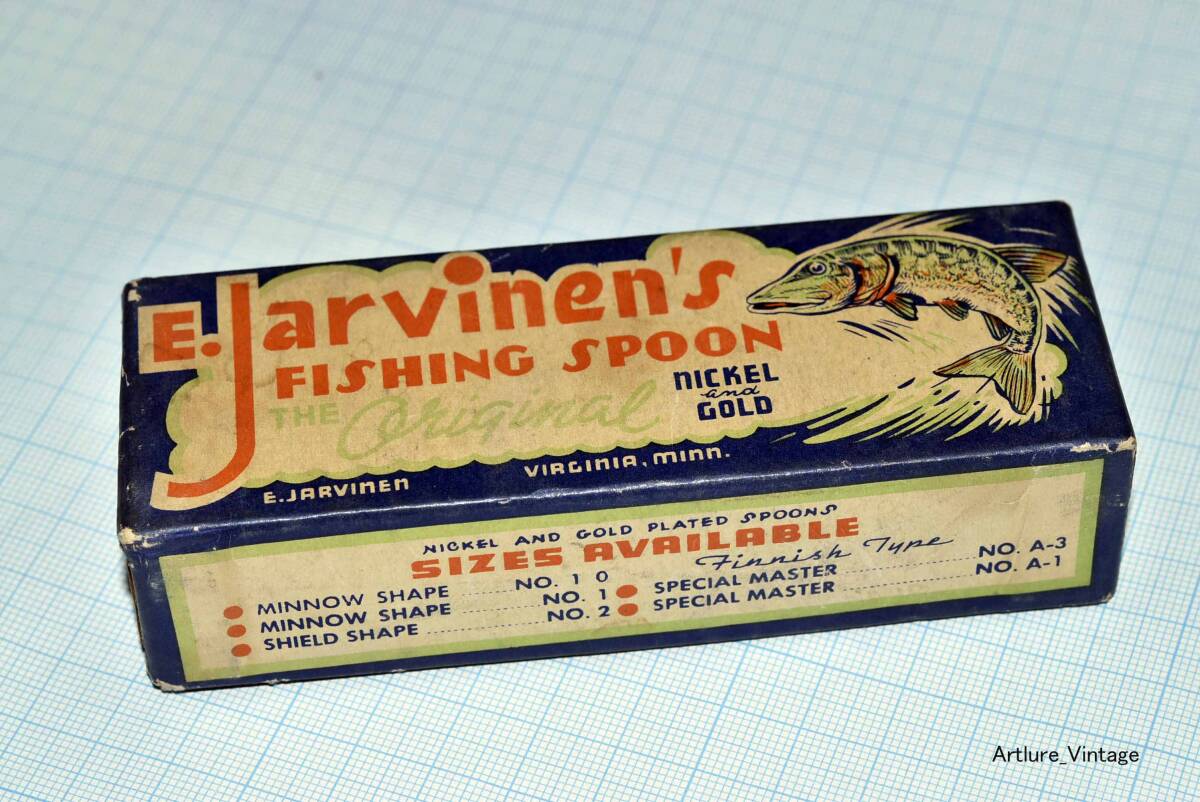 E. Jarvinen's
FISHING SPOON
THE Original NICKEL and GOLD
E. JARVINEN VIRGINIA, MINN.
NICKEL AND GOLD PLATED SPOONS
SIZES AVAILABLE
Finnish Type
MINNOW SHAPE NO. 1 0
MINNOW SHAPE NO. 1
SHIELD SHAPE NO. 2
SPECIAL MASTER NO. A-3
SPECIAL MASTER NO. A-1
Artlure_Vintage